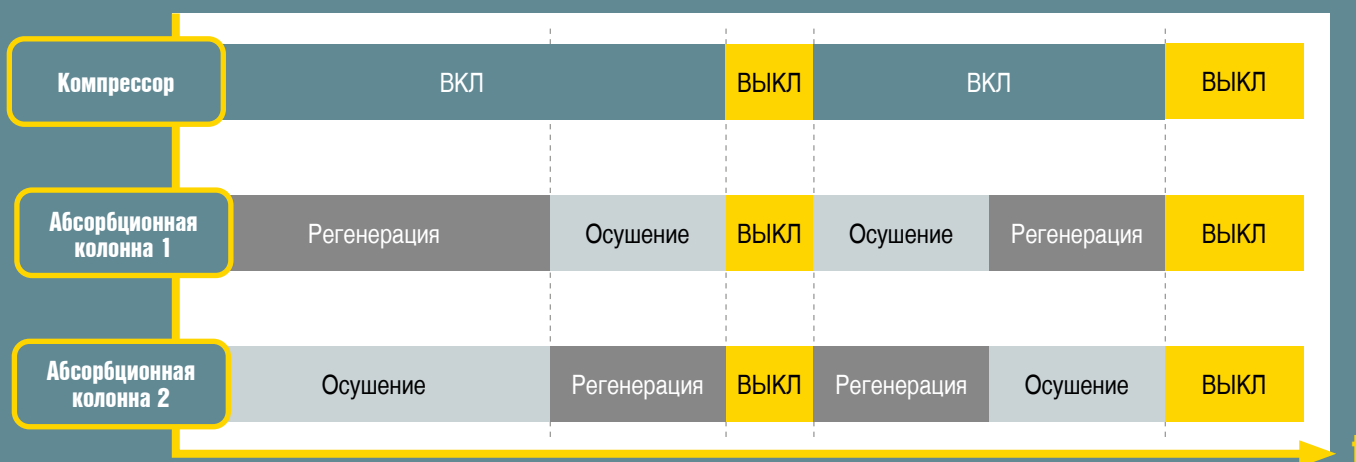 Компрессор
ВКЛ
ВЫКЛ
ВКЛ
ВЫКЛ
Абсорбционная
колонна 1
Регенерация
Осушение
ВЫКЛ
Осушение
Регенерация
ВЫКЛ
Абсорбционная
колонна 2
Осушение
Регенерация
ВЫКЛ
Регенерация
Осушение
ВЫКЛ